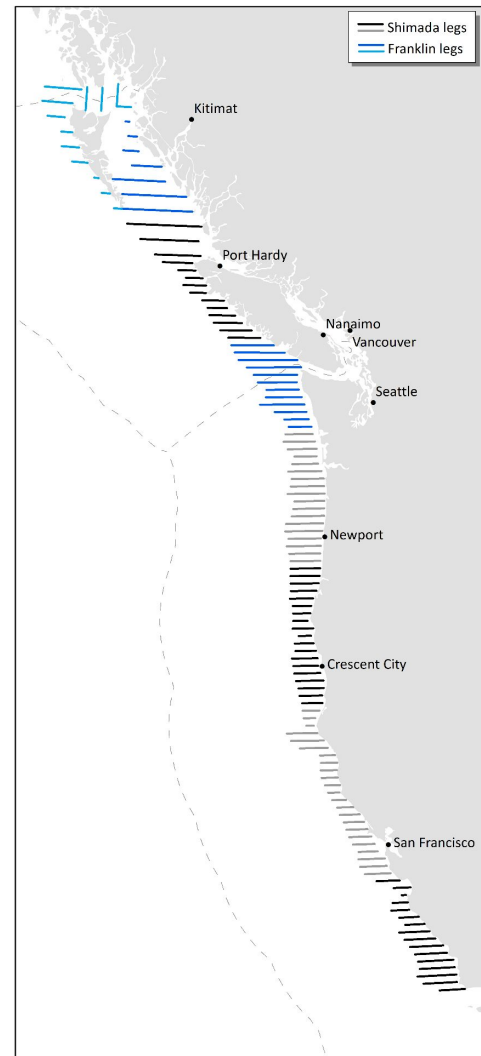 Shimada legs
Franklin legs
Kitimat
Port Hardy
Nanaimo
Vancouver
Seattle
Newport
Crescent City
San Francisco